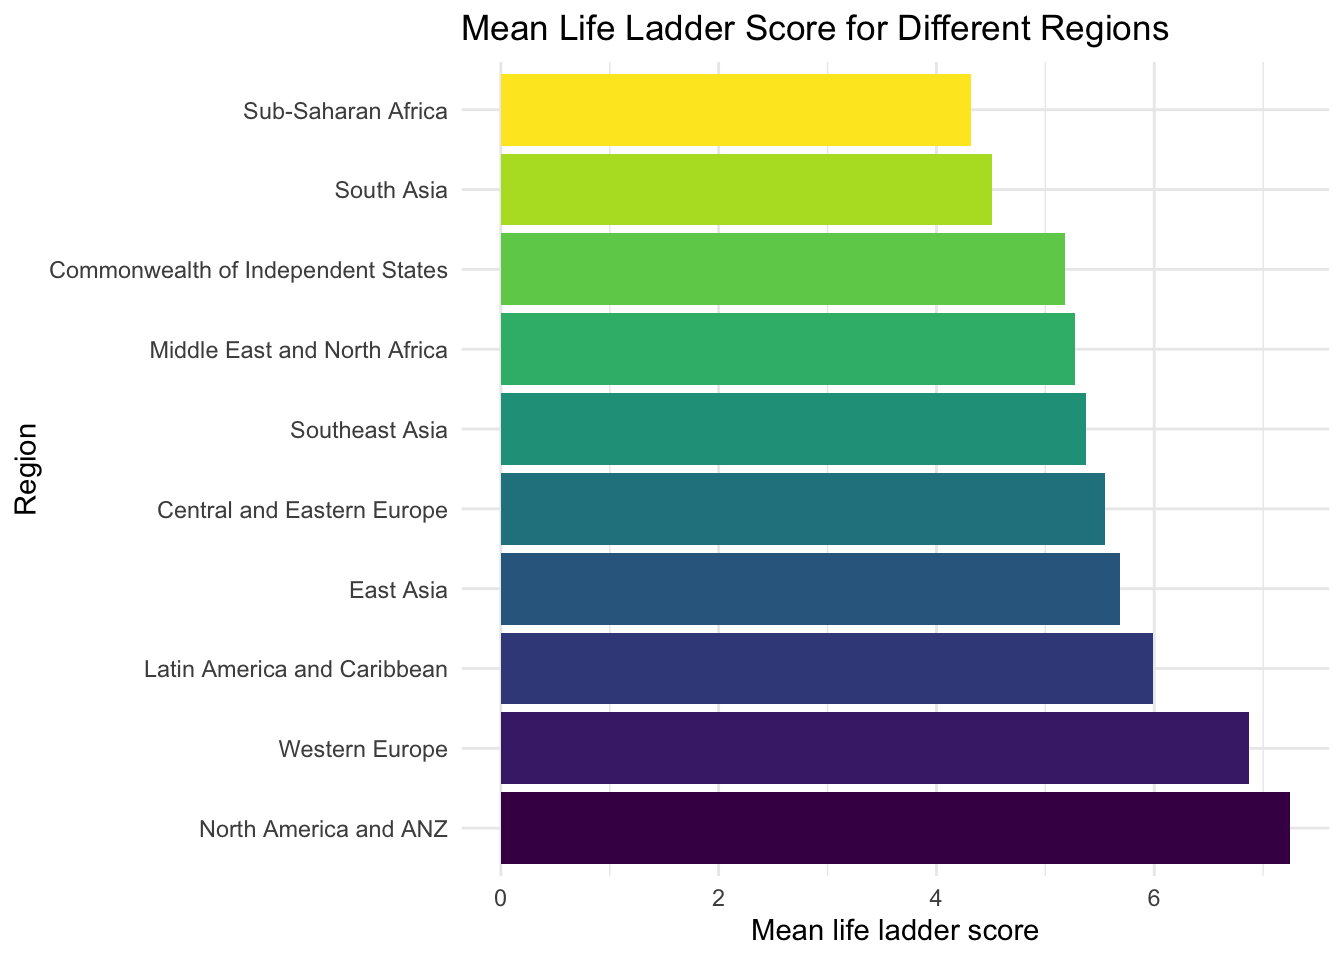 Mean Life Ladder Score for Different Regions
Sub-Saharan Africa
South Asia
Commonwealth of Independent States
Middle East and North Africa
Southeast Asia
Central and Eastern Europe
East Asia
Latin America and Caribbean
Western Europe
North America and ANZ
Region
0 2 4 6
Mean life ladder score